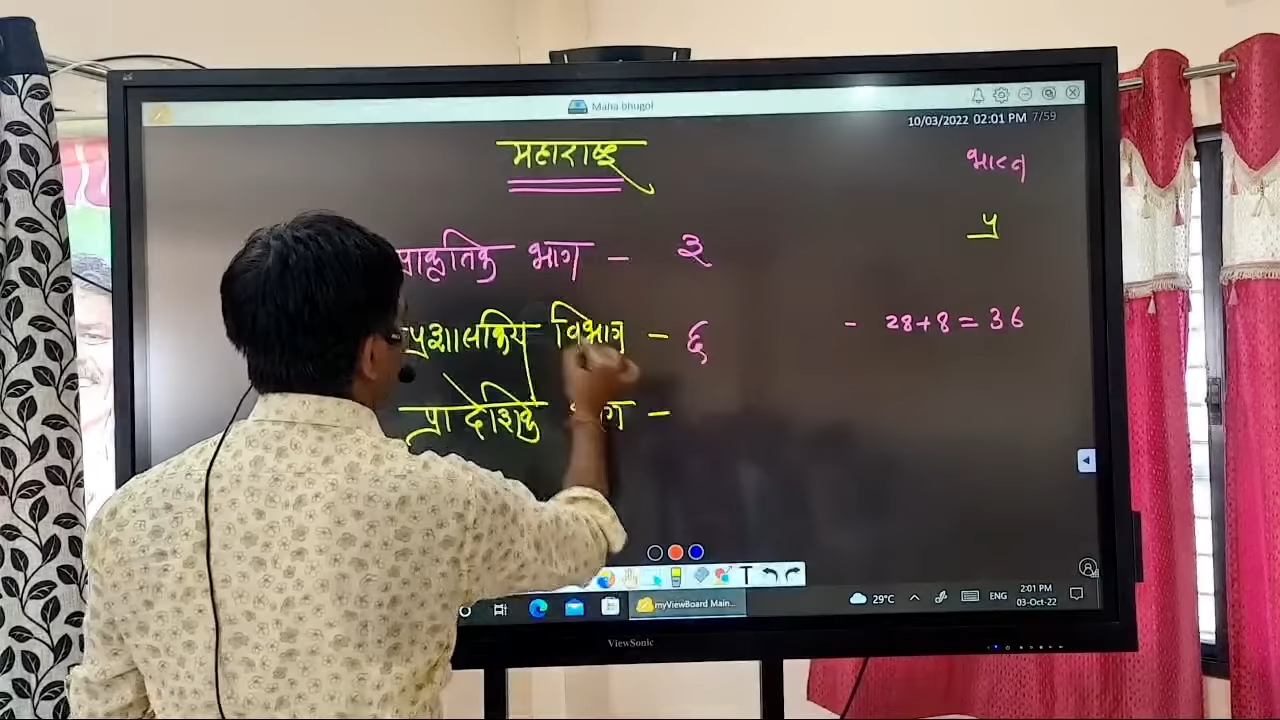 Maha bhugol
10/03/2022 02:01 PM 7/59
महाराष्ट्र
भारत
५
प्राकृतिक भाग - ३
प्रशासकिय विभाग - ६
- 28+8=36
प्रादेशिक भाग -
T
myViewBoard Main...
29°C
ENG
2:01 PM
03-Oct-22
ViewSonic